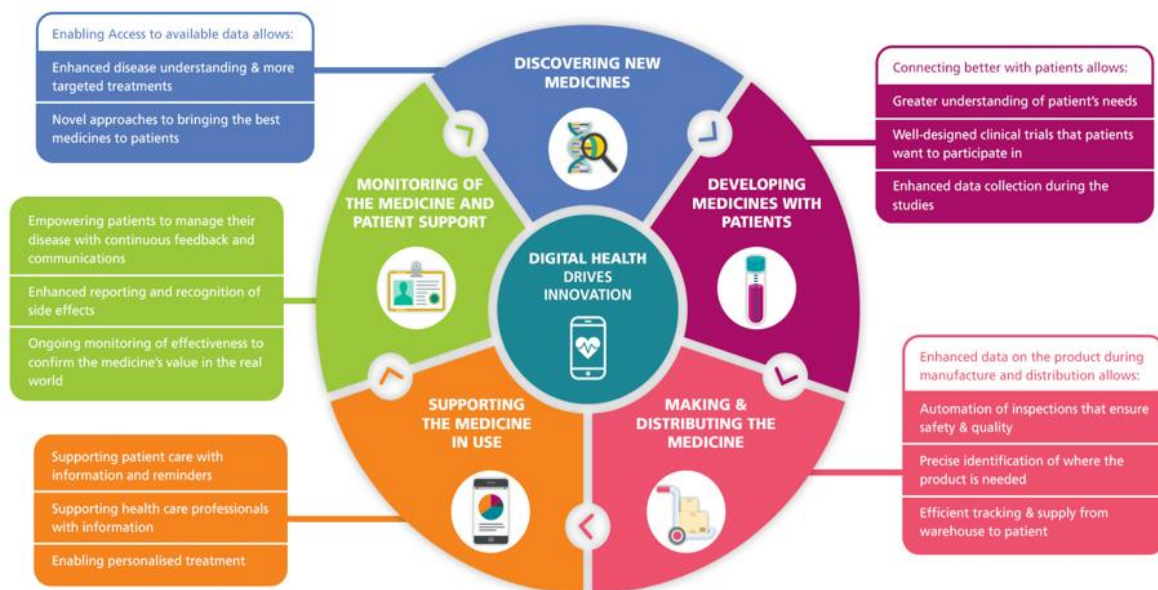 Enabling Access to available data allows:
Enhanced disease understanding & more
targeted treatments
Novel approaches to bringing the best
medicines to patients
DISCOVERING NEW
MEDICINES
Connecting better with patients allows:
Greater understanding of patient's needs
Well-designed clinical trials that patients
want to participate in
Enhanced data collection during the
studies
DEVELOPING
MEDICINES WITH
PATIENTS
Enhanced data on the product during
manufacture and distribution allows:
Automation of inspections that ensure
safety & quality
Precise identification of where the
product is needed
Efficient tracking & supply from
warehouse to patient
MAKING &
DISTRIBUTING THE
MEDICINE
SUPPORTING
THE MEDICINE
IN USE
Supporting patient care with
information and reminders
Supporting health care professionals
with information
Enabling personalised treatment
MONITORING OF
THE MEDICINE AND
PATIENT SUPPORT
Empowering patients to manage their
disease with continuous feedback and
communications
Enhanced reporting and recognition of
side effects
Ongoing monitoring of effectiveness to
confirm the medicine's value in the real
world
DIGITAL HEALTH
DRIVES
INNOVATION